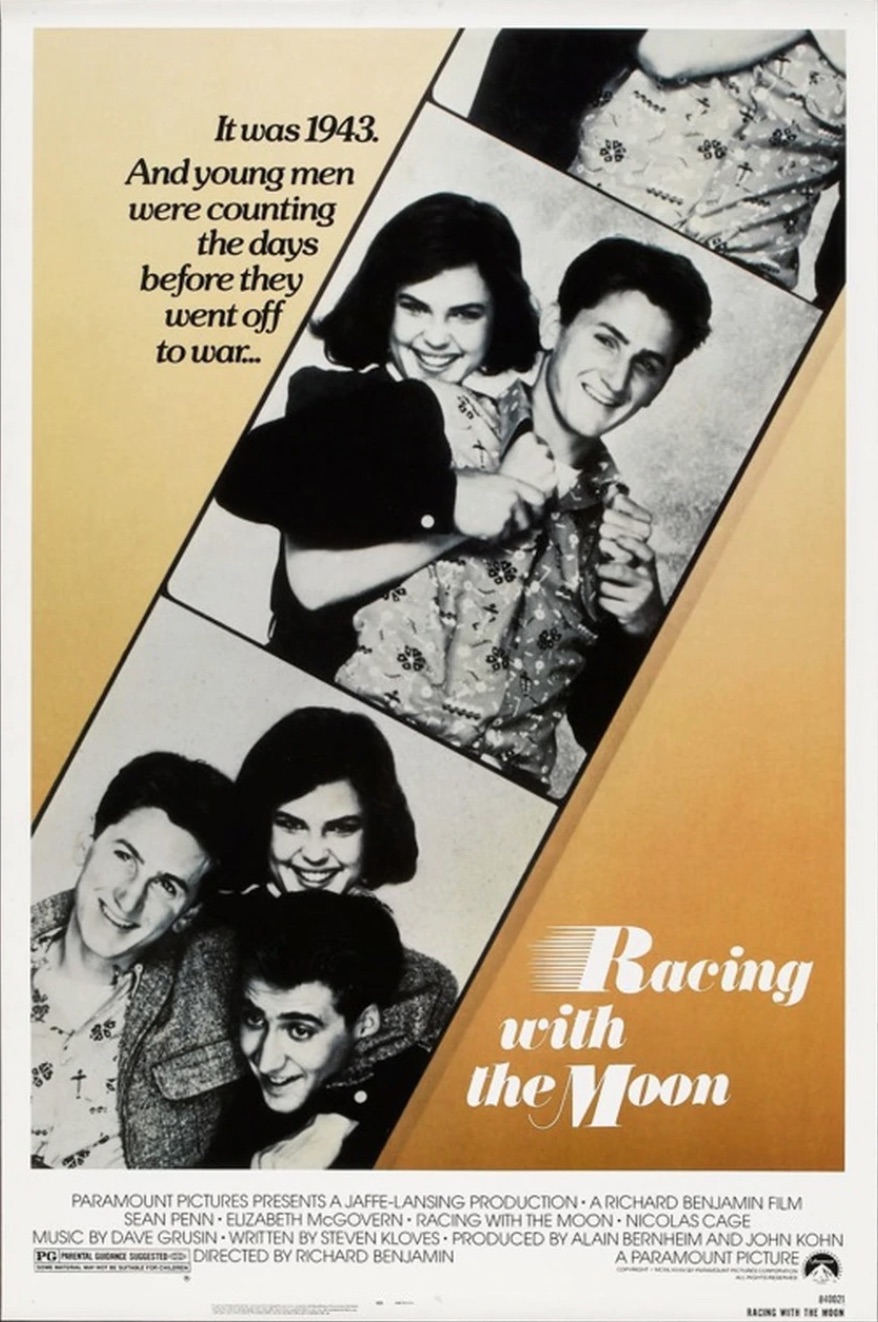 It was 1943.
And young men
were counting
the days
before they
went off
to war...
Racing
with
the Moon
PARAMOUNT PICTURES PRESENTS A JAFFE-LANSING PRODUCTION • A RICHARD BENJAMIN FILM
SEAN PENN • ELIZABETH McGOVERN • RACING WITH THE MOON • NICOLAS CAGE
MUSIC BY DAVE GRUSIN • WRITTEN BY STEVEN KLOVES • PRODUCED BY ALAIN BERNHEIM AND JOHN KOHN
PG PARENTAL GUIDANCE SUGGESTED
SOME MATERIAL MAY NOT BE SUITABLE FOR CHILDREN
®
DIRECTED BY RICHARD BENJAMIN
A PARAMOUNT PICTURE
ALL RIGHTS RESERVED
840021
RACING WITH THE MOON